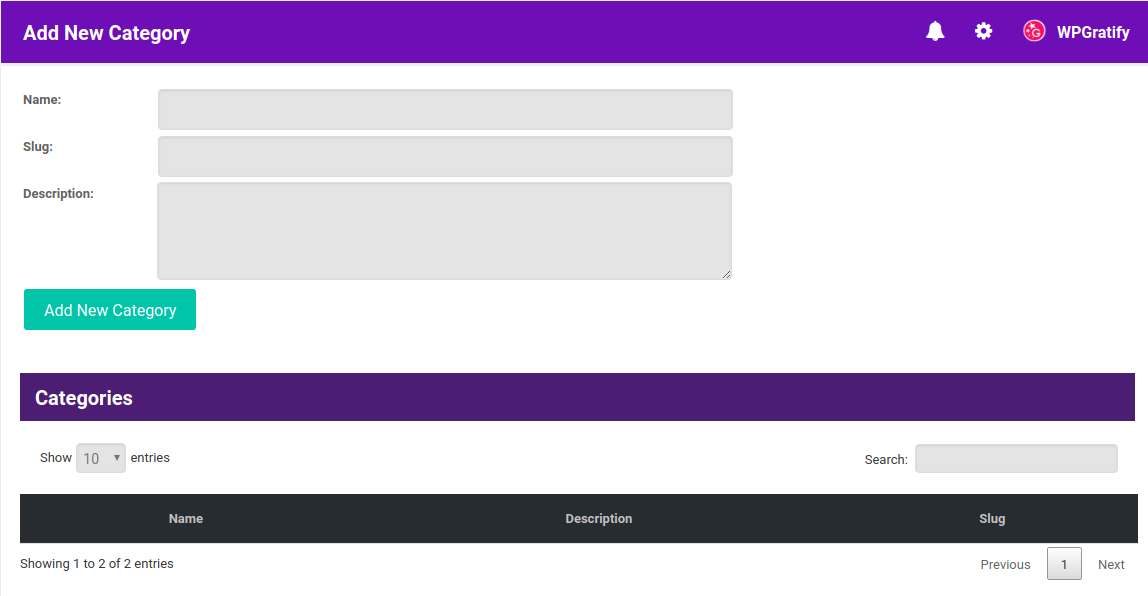 Add New Category
WPGratify
Name:
Slug:
Description:
Add New Category
Categories
Show 10 entries
Search:
Name Description Slug
Showing 1 to 2 of 2 entries
Previous 1 Next